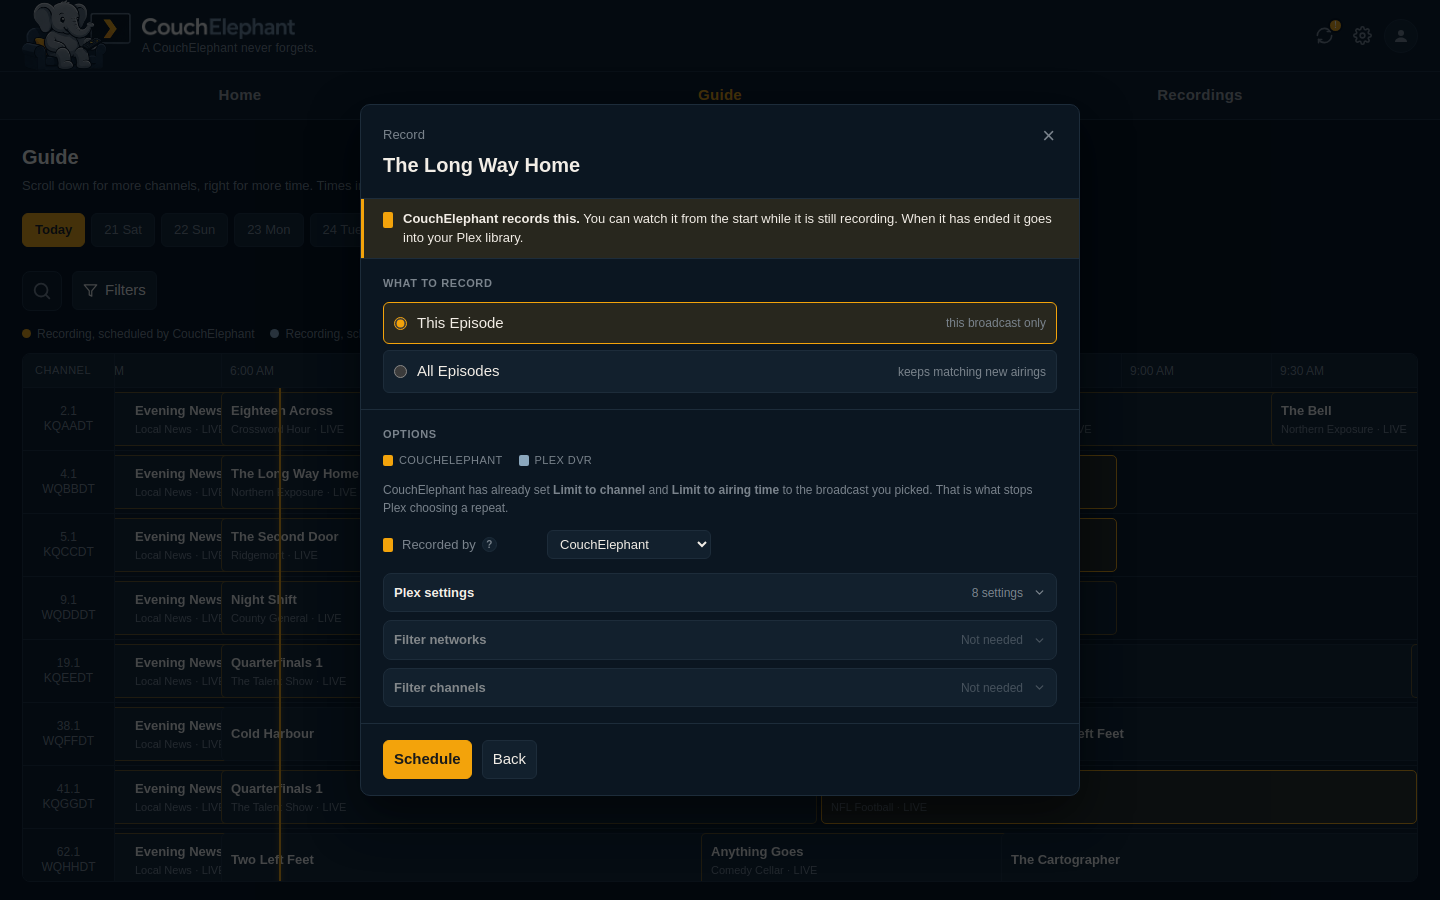 CouchElephant
A CouchElephant never forgets.
Home
Guide
Recordings
Guide
Scroll down for more channels, right for more time. Times i
Today
21 Sat
22 Sun
23 Mon
24 Tue
Filters
Recording, scheduled by CouchElephant
Recording, sc
CHANNEL
M
6:00 AM
9:00 AM
9:30 AM
2.1
KQAADT
Evening News
Local News · LIVE
Eighteen Across
Crossword Hour · LIVE
VE
The Bell
Northern Exposure · LIVE
4.1
WQBBDT
Evening News
Local News · LIVE
The Long Way Home
Northern Exposure · LIVE
5.1
KQCCDT
Evening News
Local News · LIVE
The Second Door
Ridgemont · LIVE
9.1
WQDDDT
Evening News
Local News · LIVE
Night Shift
County General · LIVE
19.1
KQEEDT
Evening News
Local News · LIVE
Quarterfinals 1
The Talent Show · LIVE
38.1
WQFFDT
Evening News
Local News · LIVE
Cold Harbour
eft Feet
41.1
KQGGDT
Evening News
Local News · LIVE
Quarterfinals 1
The Talent Show · LIVE
NFL Football · LIVE
62.1
WQHHDT
Evening News
Local News · LIVE
Two Left Feet
Anything Goes
Comedy Cellar · LIVE
The Cartographer
Record
The Long Way Home
CouchElephant records this. You can watch it from the start while it is still recording. When it has ended it goes
into your Plex library.
WHAT TO RECORD
This Episode
this broadcast only
All Episodes
keeps matching new airings
OPTIONS
COUCHELEPHANT
PLEX DVR
CouchElephant has already set Limit to channel and Limit to airing time to the broadcast you picked. That is what stops
Plex choosing a repeat.
Recorded by ?
CouchElephant
Plex settings
8 settings
Filter networks
Not needed
Filter channels
Not needed
Schedule
Back